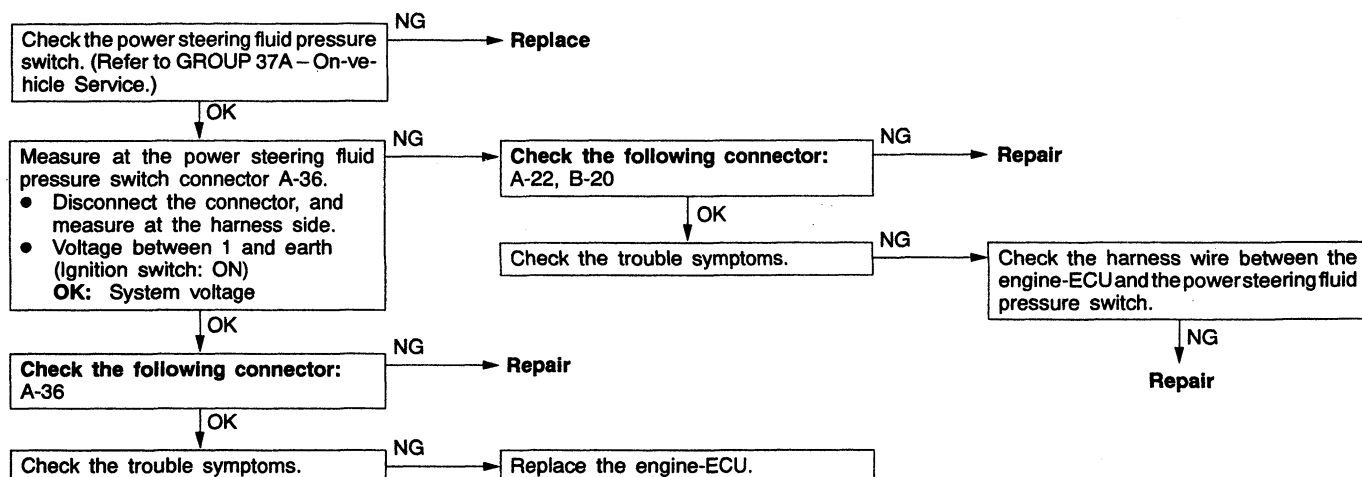 Check the power steering fluid pressure
switch. (Refer to GROUP 37A – On-ve-
hicle Service.)
NG
Replace
OK
Measure at the power steering fluid
pressure switch connector A-36.
● Disconnect the connector, and
measure at the harness side.
● Voltage between 1 and earth
(Ignition switch: ON)
OK: System voltage
NG
Check the following connector:
A-22, B-20
NG
Repair
OK
Check the trouble symptoms.
NG
Check the harness wire between the
engine-ECU and the power steering fluid
pressure switch.
NG
Repair
OK
Check the following connector:
A-36
NG
Repair
OK
Check the trouble symptoms.
NG
Replace the engine-ECU.